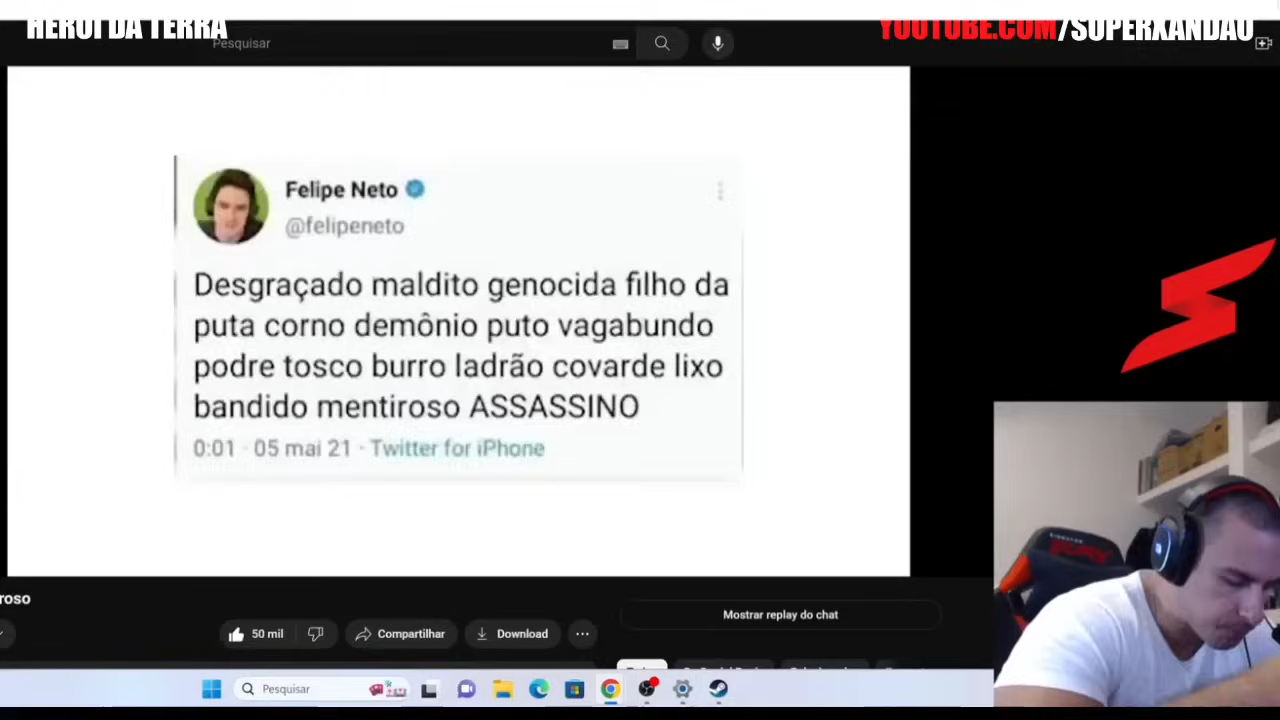 HERÓI DA TERRA
YOUTUBE.COM/SUPERXANDAO
Pesquisar
Felipe Neto
@felipeneto
Desgraçado maldito genocida filho da
puta corno demônio puto vagabundo
podre tosco burro ladrão covarde lixo
bandido mentiroso ASSASSINO
0:01 · 05 mai 21 · Twitter for iPhone
roso
50 mil
Compartilhar
Download
Mostrar replay do chat
Pesquisar